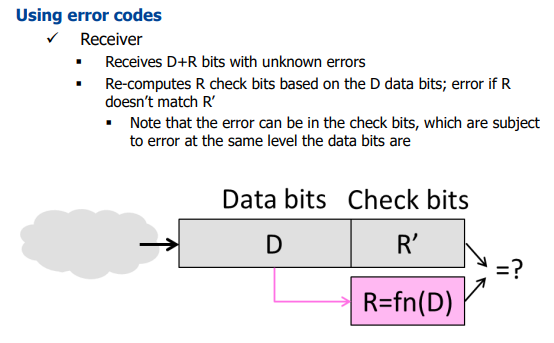 Using error codes
✓ Receiver
▪ Receives D+R bits with unknown errors
▪ Re-computes R check bits based on the D data bits; error if R
doesn't match R'
▪ Note that the error can be in the check bits, which are subject
to error at the same level the data bits are
Data bits Check bits
D R'
=?
R=fn(D)